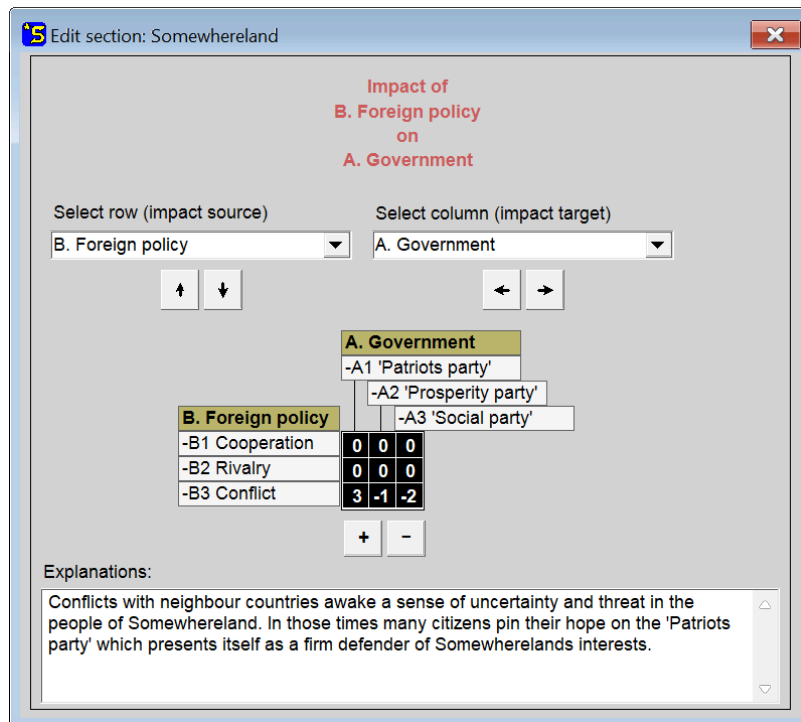 Edit section: Somewhereland
Impact of
B. Foreign policy
on
A. Government
Select row (impact source)
Select column (impact target)
B. Foreign policy
A. Government
A. Government
-A1 'Patriots party'
-A2 'Prosperity party'
-A3 'Social party'
B. Foreign policy
-B1 Cooperation 0 0 0
-B2 Rivalry 0 0 0
-B3 Conflict 3 -1 -2
+ −
Explanations:
Conflicts with neighbour countries awake a sense of uncertainty and threat in the
people of Somewhereland. In those times many citizens pin their hope on the 'Patriots
party' which presents itself as a firm defender of Somewherelands interests.